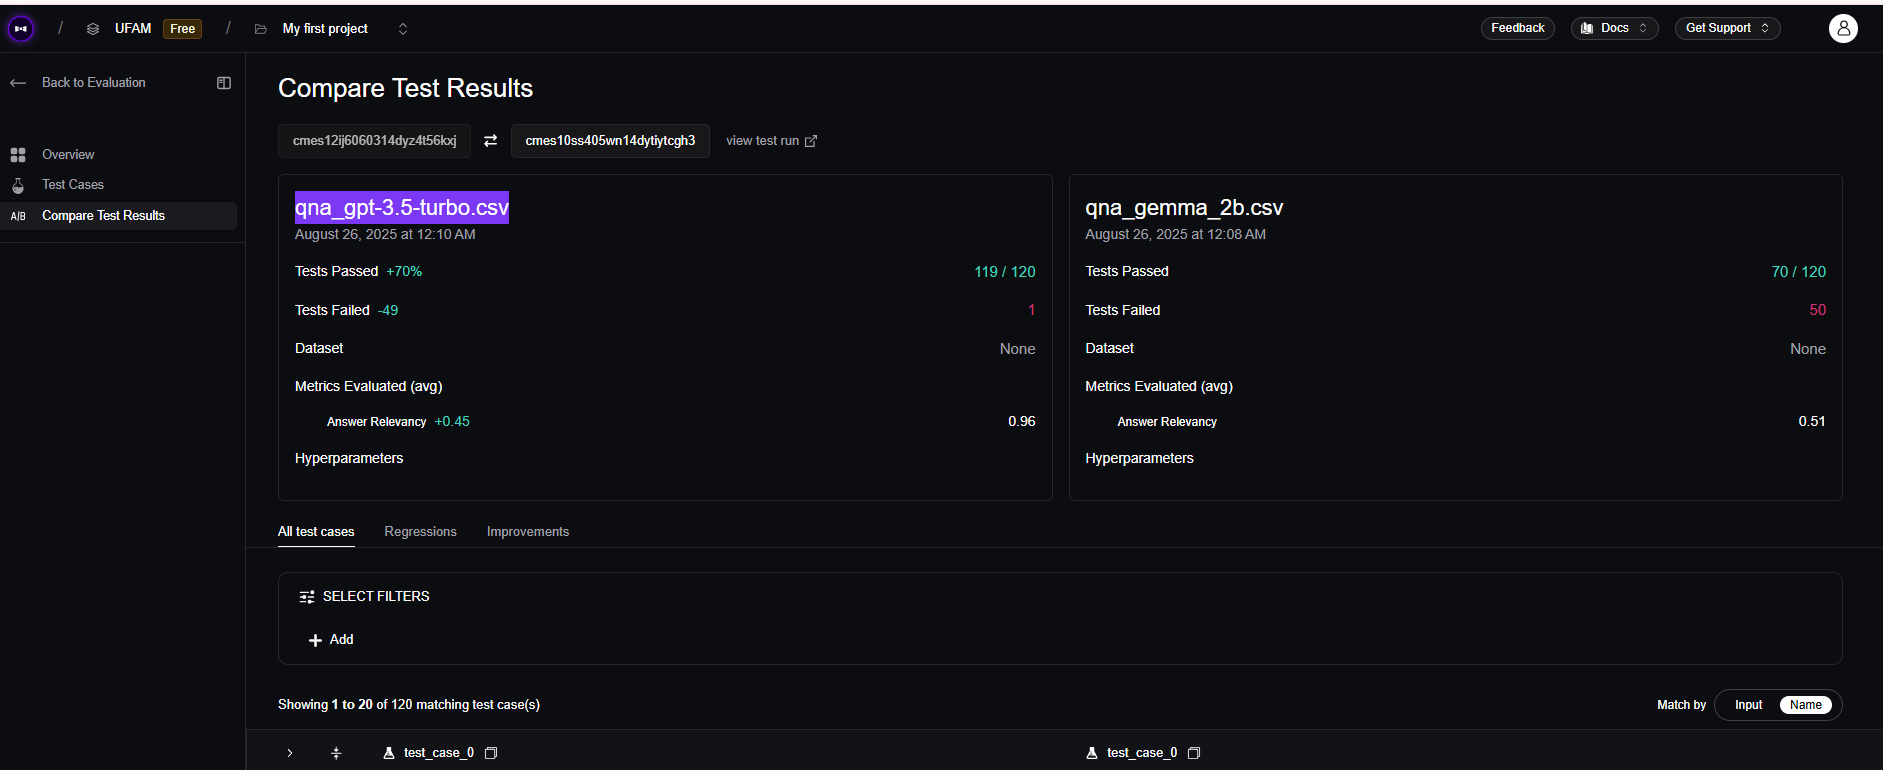 / UFAM Free / My first project Feedback Docs Get Support
Back to Evaluation
Overview
Test Cases
A/B Compare Test Results
Compare Test Results
cmes12ij6060314dyz4t56kxj cmes10ss405wn14dytiytcgh3 view test run
qna_gpt-3.5-turbo.csv
August 26, 2025 at 12:10 AM
Tests Passed +70% 119 / 120
Tests Failed -49 1
Dataset None
Metrics Evaluated (avg)
Answer Relevancy +0.45 0.96
Hyperparameters
qna_gemma_2b.csv
August 26, 2025 at 12:08 AM
Tests Passed 70 / 120
Tests Failed 50
Dataset None
Metrics Evaluated (avg)
Answer Relevancy 0.51
Hyperparameters
All test cases Regressions Improvements
SELECT FILTERS
+ Add
Showing 1 to 20 of 120 matching test case(s) Match by Input Name
test_case_0 test_case_0